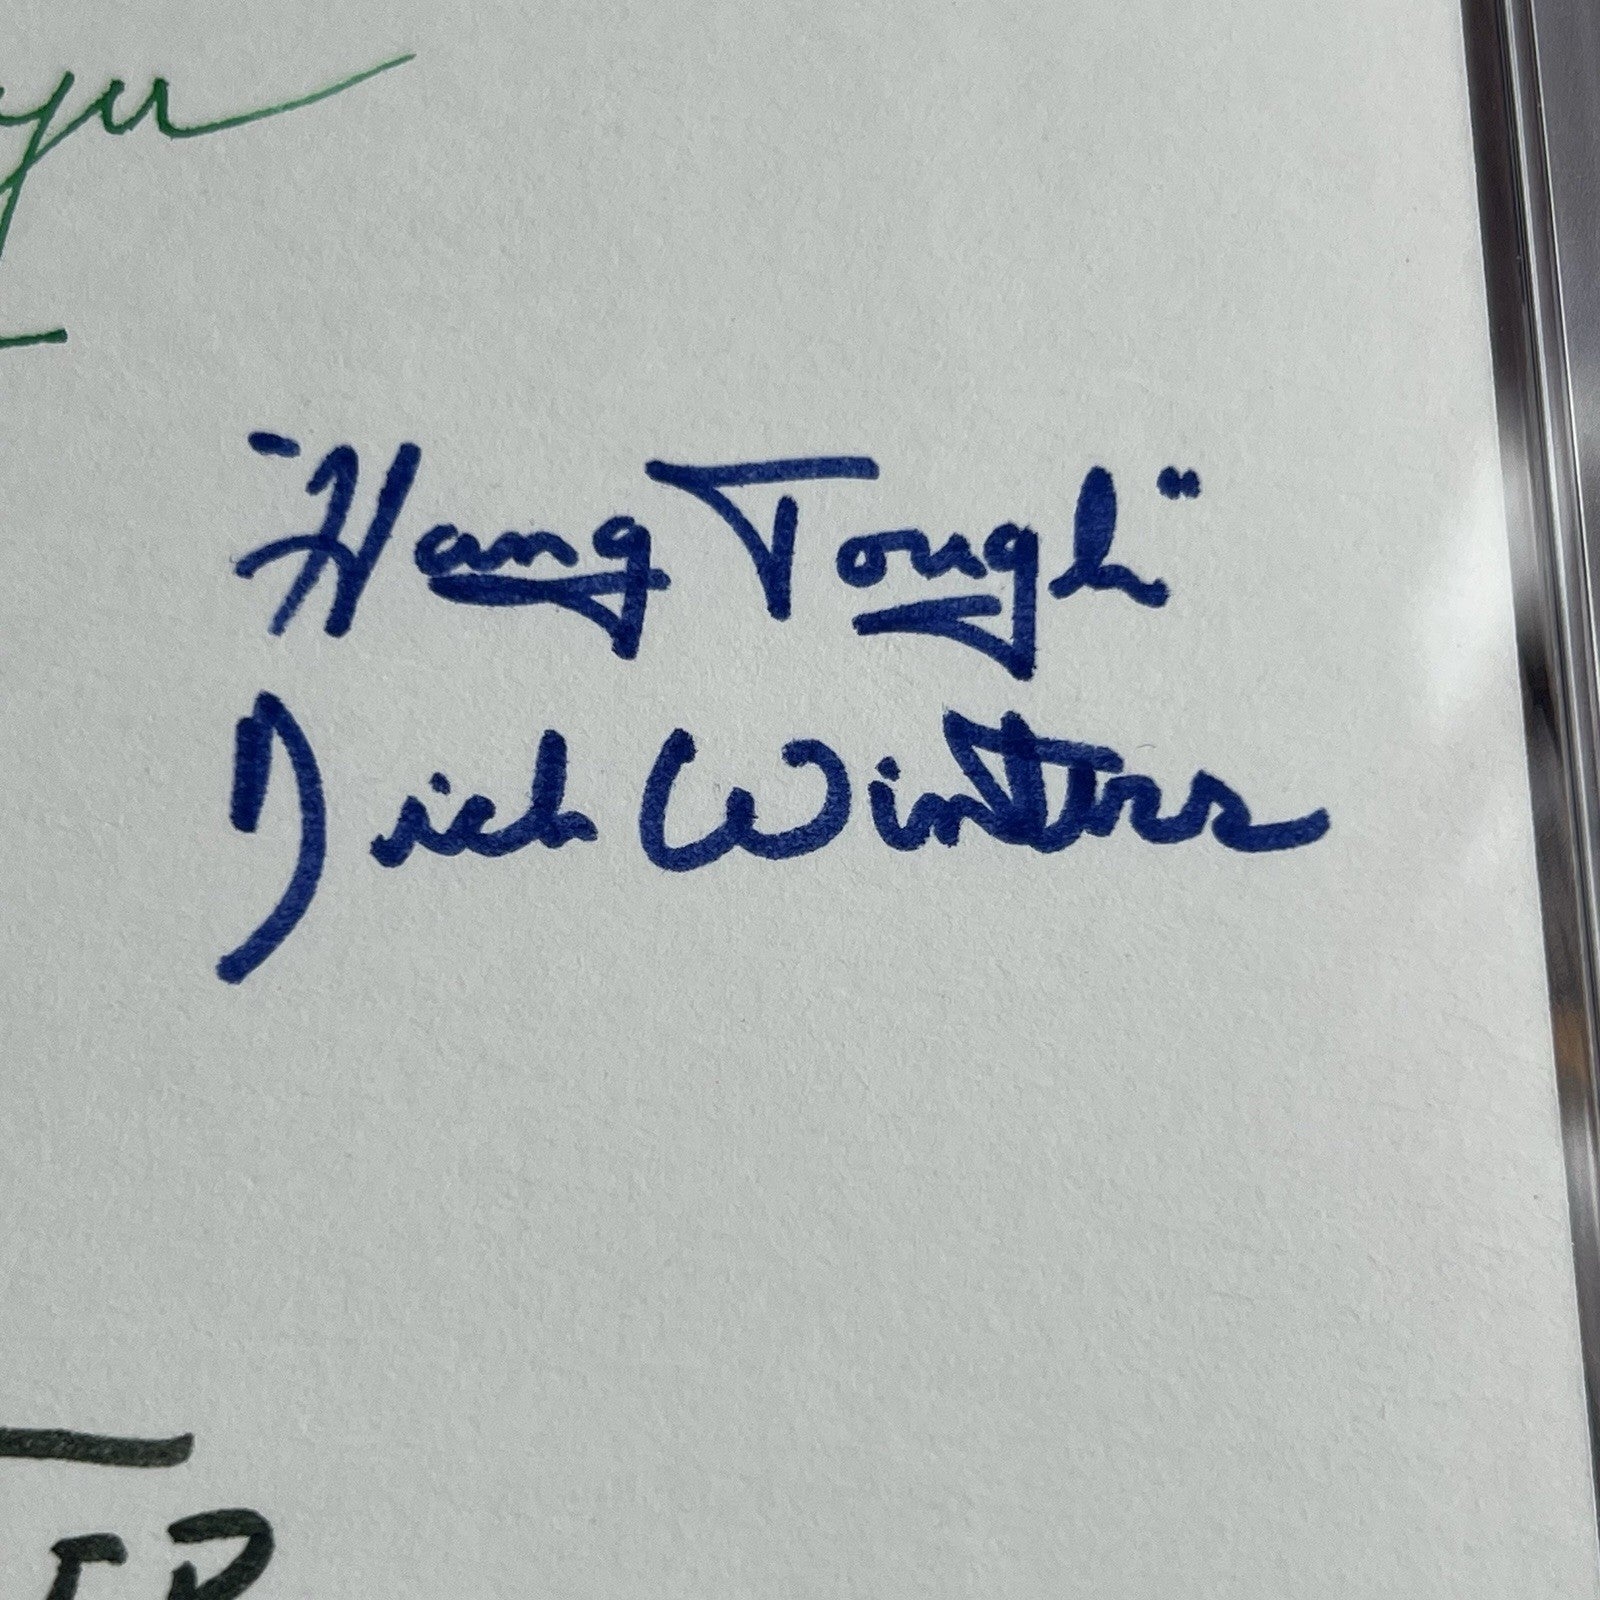 "Hang Tough"
Dick Winters